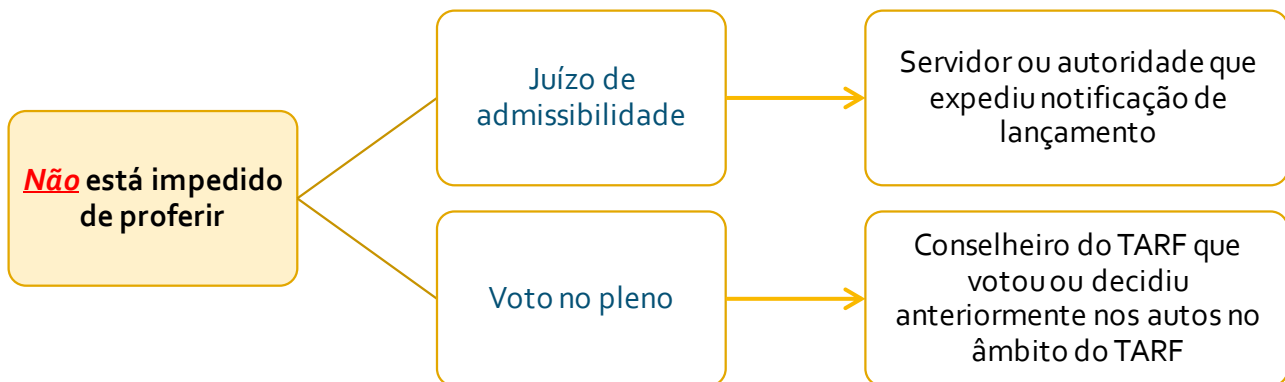 Não está impedido
de proferir
Juízo de
admissibilidade
Servidor ou autoridade que
expediu notificação de
lançamento
Voto no pleno
Conselheiro do TARF que
votou ou decidiu
anteriormente nos autos no
âmbito do TARF